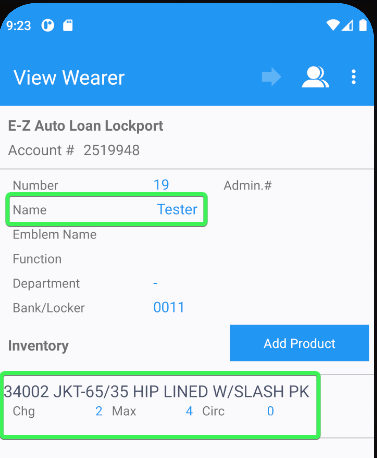 9:23
View Wearer
E-Z Auto Loan Lockport
Account # 2519948
Number 19 Admin.#
Name Tester
Emblem Name
Function
Department -
Bank/Locker 0011
Inventory Add Product
34002 JKT-65/35 HIP LINED W/SLASH PK
Chg 2 Max 4 Circ 0